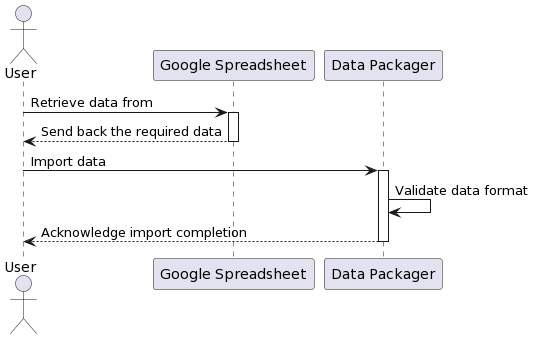 User
Google Spreadsheet
Data Packager
Retrieve data from
Send back the required data
Import data
Validate data format
Acknowledge import completion
User
Google Spreadsheet
Data Packager